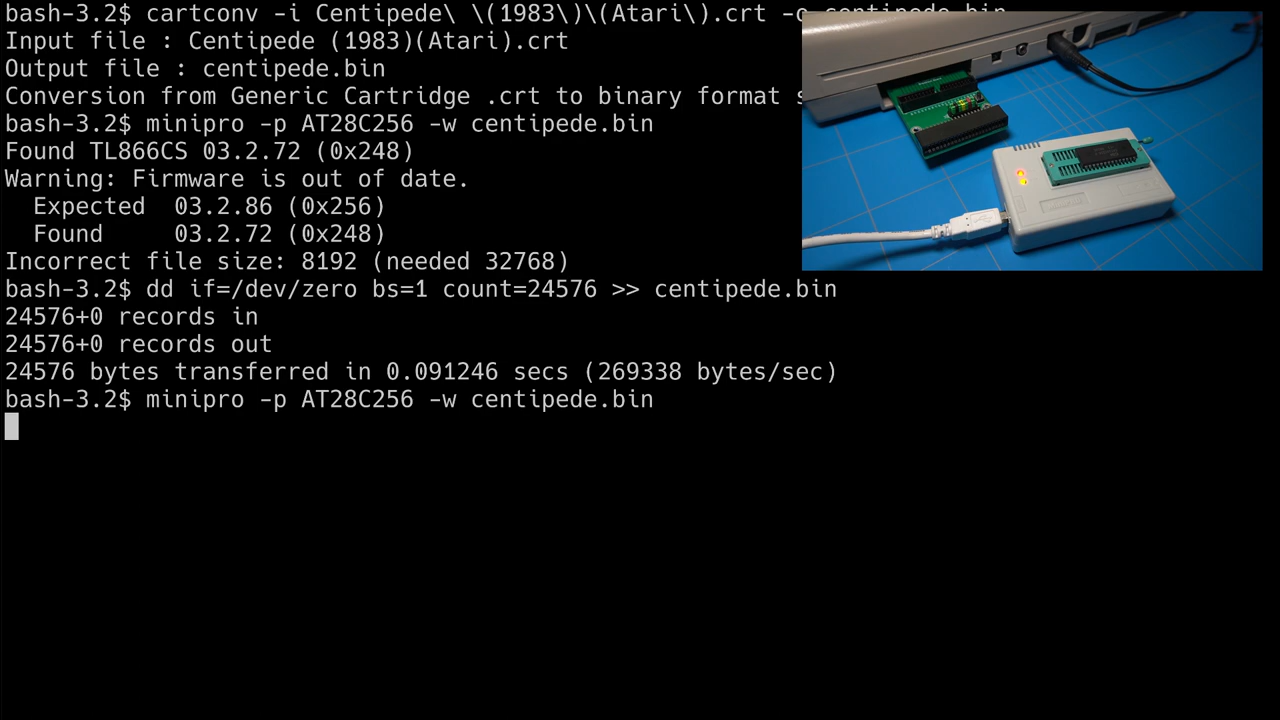 bash-3.2$ cartconv -i Centipede\ \(1983\)\(Atari\).crt -o centipede.bin
Input file : Centipede (1983)(Atari).crt
Output file : centipede.bin
Conversion from Generic Cartridge .crt to binary format
bash-3.2$ minipro -p AT28C256 -w centipede.bin
Found TL866CS 03.2.72 (0x248)
Warning: Firmware is out of date.
Expected 03.2.86 (0x256)
Found 03.2.72 (0x248)
Incorrect file size: 8192 (needed 32768)
bash-3.2$ dd if=/dev/zero bs=1 count=24576 >> centipede.bin
24576+0 records in
24576+0 records out
24576 bytes transferred in 0.091246 secs (269338 bytes/sec)
bash-3.2$ minipro -p AT28C256 -w centipede.bin